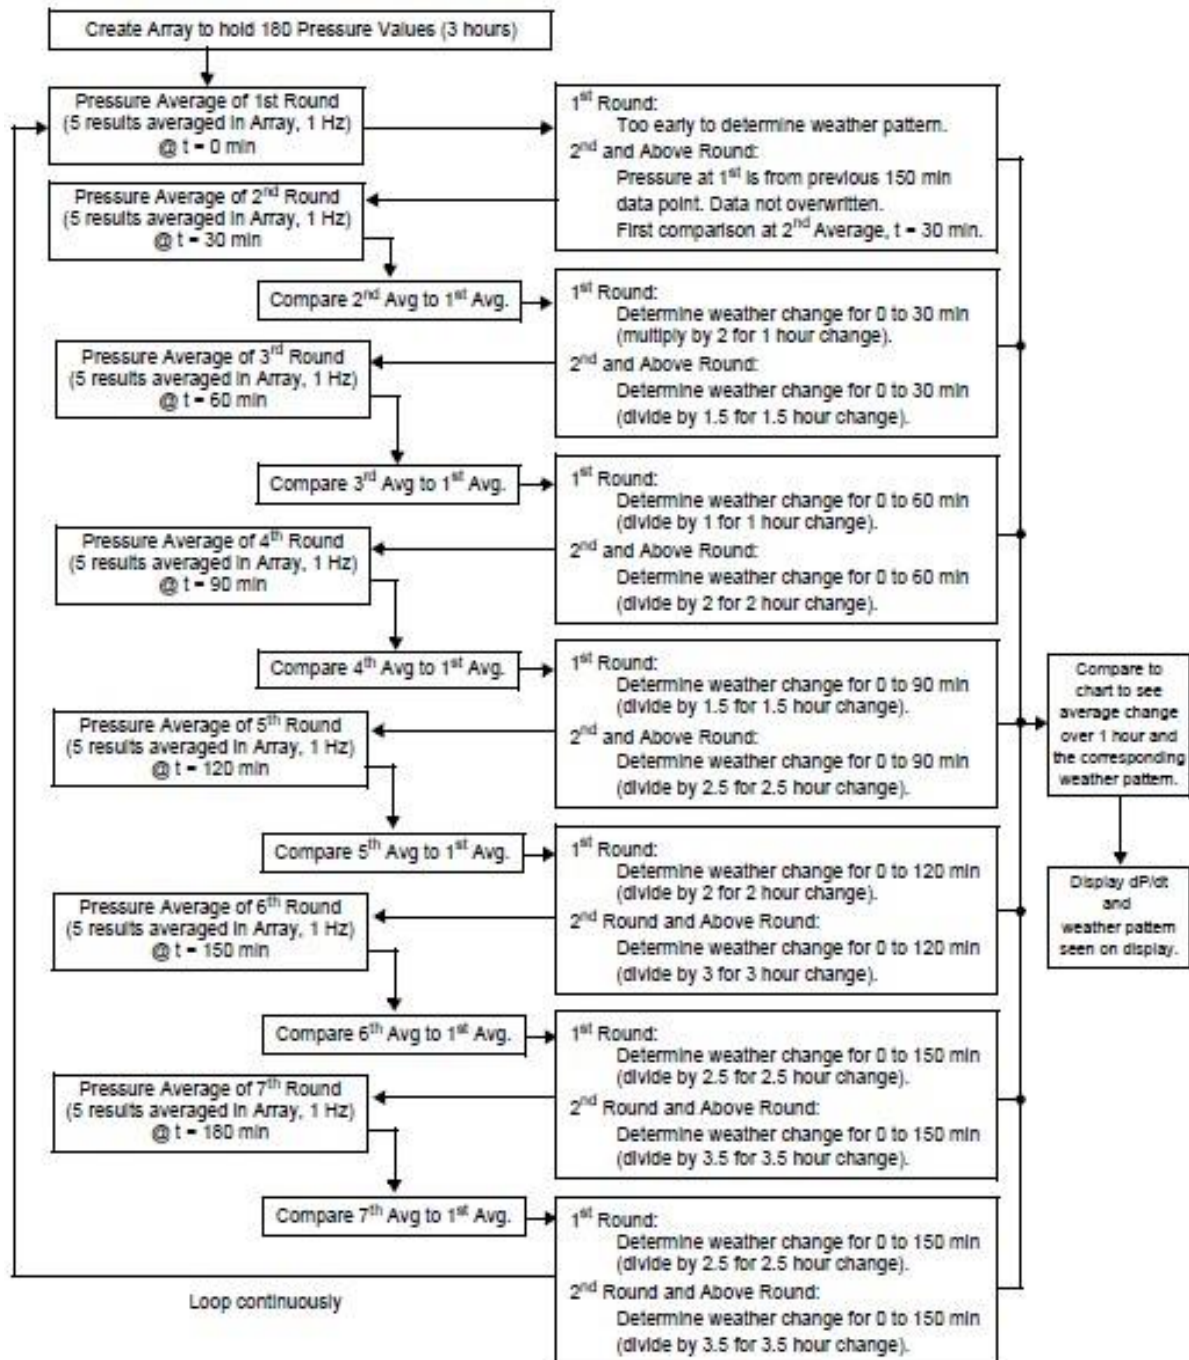 Create Array to hold 180 Pressure Values (3 hours)
Pressure Average of 1st Round
(5 results averaged in Array, 1 Hz)
@ t = 0 min
1st Round:
Too early to determine weather pattern.
2nd and Above Round:
Pressure at 1st is from previous 150 min
data point. Data not overwritten.
First comparison at 2nd Average, t = 30 min.
Pressure Average of 2nd Round
(5 results averaged in Array, 1 Hz)
@ t = 30 min
Compare 2nd Avg to 1st Avg.
1st Round:
Determine weather change for 0 to 30 min
(multiply by 2 for 1 hour change).
2nd and Above Round:
Determine weather change for 0 to 30 min
(divide by 1.5 for 1.5 hour change).
Pressure Average of 3rd Round
(5 results averaged in Array, 1 Hz)
@ t = 60 min
Compare 3rd Avg to 1st Avg.
1st Round:
Determine weather change for 0 to 60 min
(divide by 1 for 1 hour change).
2nd and Above Round:
Determine weather change for 0 to 60 min
(divide by 2 for 2 hour change).
Pressure Average of 4th Round
(5 results averaged in Array, 1 Hz)
@ t = 90 min
Compare 4th Avg to 1st Avg.
1st Round:
Determine weather change for 0 to 90 min
(divide by 1.5 for 1.5 hour change).
2nd and Above Round:
Determine weather change for 0 to 90 min
(divide by 2.5 for 2.5 hour change).
Pressure Average of 5th Round
(5 results averaged in Array, 1 Hz)
@ t = 120 min
Compare 5th Avg to 1st Avg.
1st Round:
Determine weather change for 0 to 120 min
(divide by 2 for 2 hour change).
2nd Round and Above Round:
Determine weather change for 0 to 120 min
(divide by 3 for 3 hour change).
Pressure Average of 6th Round
(5 results averaged in Array, 1 Hz)
@ t = 150 min
Compare 6th Avg to 1st Avg.
1st Round:
Determine weather change for 0 to 150 min
(divide by 2.5 for 2.5 hour change).
2nd Round and Above Round:
Determine weather change for 0 to 150 min
(divide by 3.5 for 3.5 hour change).
Pressure Average of 7th Round
(5 results averaged in Array, 1 Hz)
@ t = 180 min
Compare 7th Avg to 1st Avg.
1st Round:
Determine weather change for 0 to 150 min
(divide by 2.5 for 2.5 hour change).
2nd Round and Above Round:
Determine weather change for 0 to 150 min
(divide by 3.5 for 3.5 hour change).
Loop continuously
Compare to
chart to see
average change
over 1 hour and
the corresponding
weather pattern.
Display dP/dt
and
weather pattern
seen on display.